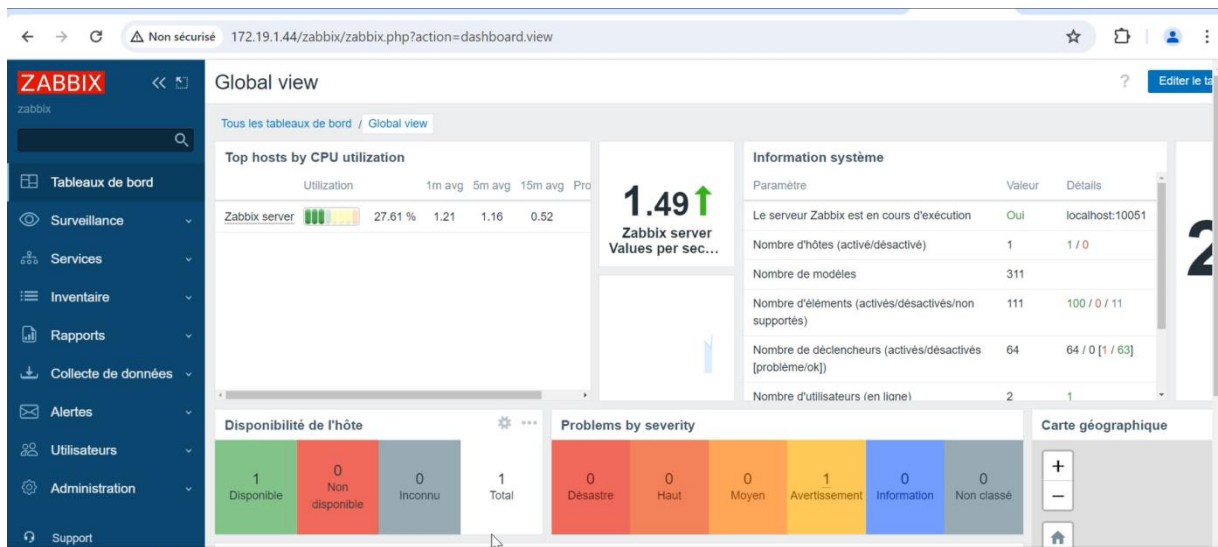 Non sécurisé 172.19.1.44/zabbix/zabbix.php?action=dashboard.view
ZABBIX
zabbix
Tableaux de bord
Surveillance
Services
Inventaire
Rapports
Collecte de données
Alertes
Utilisateurs
Administration
Support
Global view
? Editer le ta
Tous les tableaux de bord / Global view
Top hosts by CPU utilization
Utilization 1m avg 5m avg 15m avg Pro
Zabbix server 27.61 % 1.21 1.16 0.52
1.49
Zabbix server
Values per sec...
Information système
Paramètre Valeur Détails
Le serveur Zabbix est en cours d'exécution Oui localhost:10051
Nombre d'hôtes (activé/désactivé) 1 1 / 0
Nombre de modèles 311
Nombre d'éléments (activés/désactivés/non 111 100 / 0 / 11
supportés)
Nombre de déclencheurs (activés/désactivés 64 64 / 0 [1 / 63]
[problème/ok])
Nombre d'utilisateurs (en ligne) 2 1
2
Disponibilité de l'hôte
1
Disponible
0
Non
disponible
0
Inconnu
1
Total
Problems by severity
0
Désastre
0
Haut
0
Moyen
1
Avertissement
0
Information
0
Non classé
Carte géographique
+
−